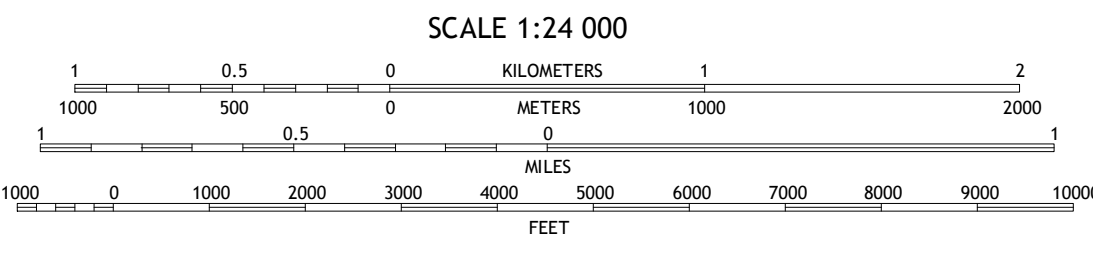 SCALE 1:24 000
1 0.5 0 KILOMETERS 1 2
1000 500 0 METERS 1000 2000
1 0.5 0 1
MILES
1000 0 1000 2000 3000 4000 5000 6000 7000 8000 9000 10000
FEET